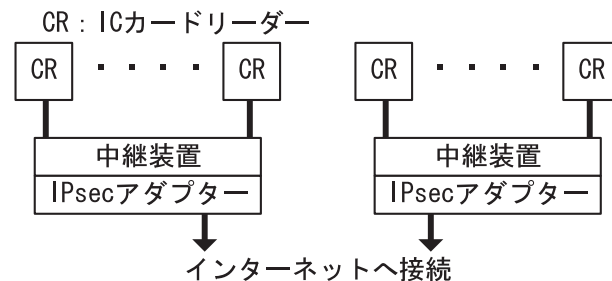 CR：ICカードリーダー
CR ・・・・ CR CR ・・・・ CR
中継装置 中継装置
IPsecアダプター IPsecアダプター
インターネットへ接続